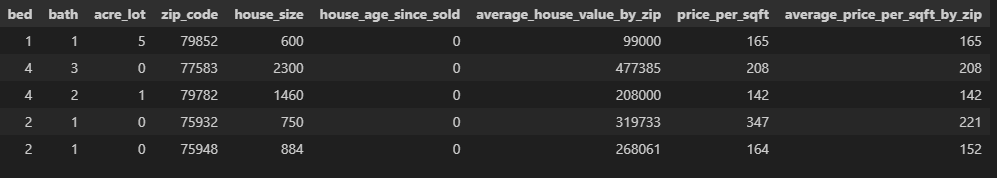 bed bath acre_lot zip_code house_size house_age_since_sold average_house_value_by_zip price_per_sqft average_price_per_sqft_by_zip
1 1 5 79852 600 0 99000 165 165
4 3 0 77583 2300 0 477385 208 208
4 2 1 79782 1460 0 208000 142 142
2 1 0 75932 750 0 319733 347 221
2 1 0 75948 884 0 268061 164 152